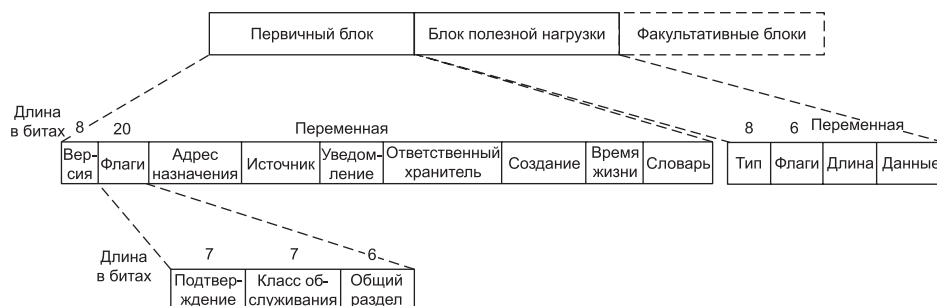 Первичный блок Блок полезной нагрузки Факультативные блоки
Длина
в битах
8 20 Переменная 8 6 Переменная
Вер-
сия
Флаги
Адрес
назначения
Источник
Уведом-
ление
Ответственный
хранитель
Создание
Время
жизни
Словарь
Тип
Флаги
Длина
Данные
Длина
в битах
7 7 6
Подтвер-
ждение
Класс об-
служивания
Общий
раздел